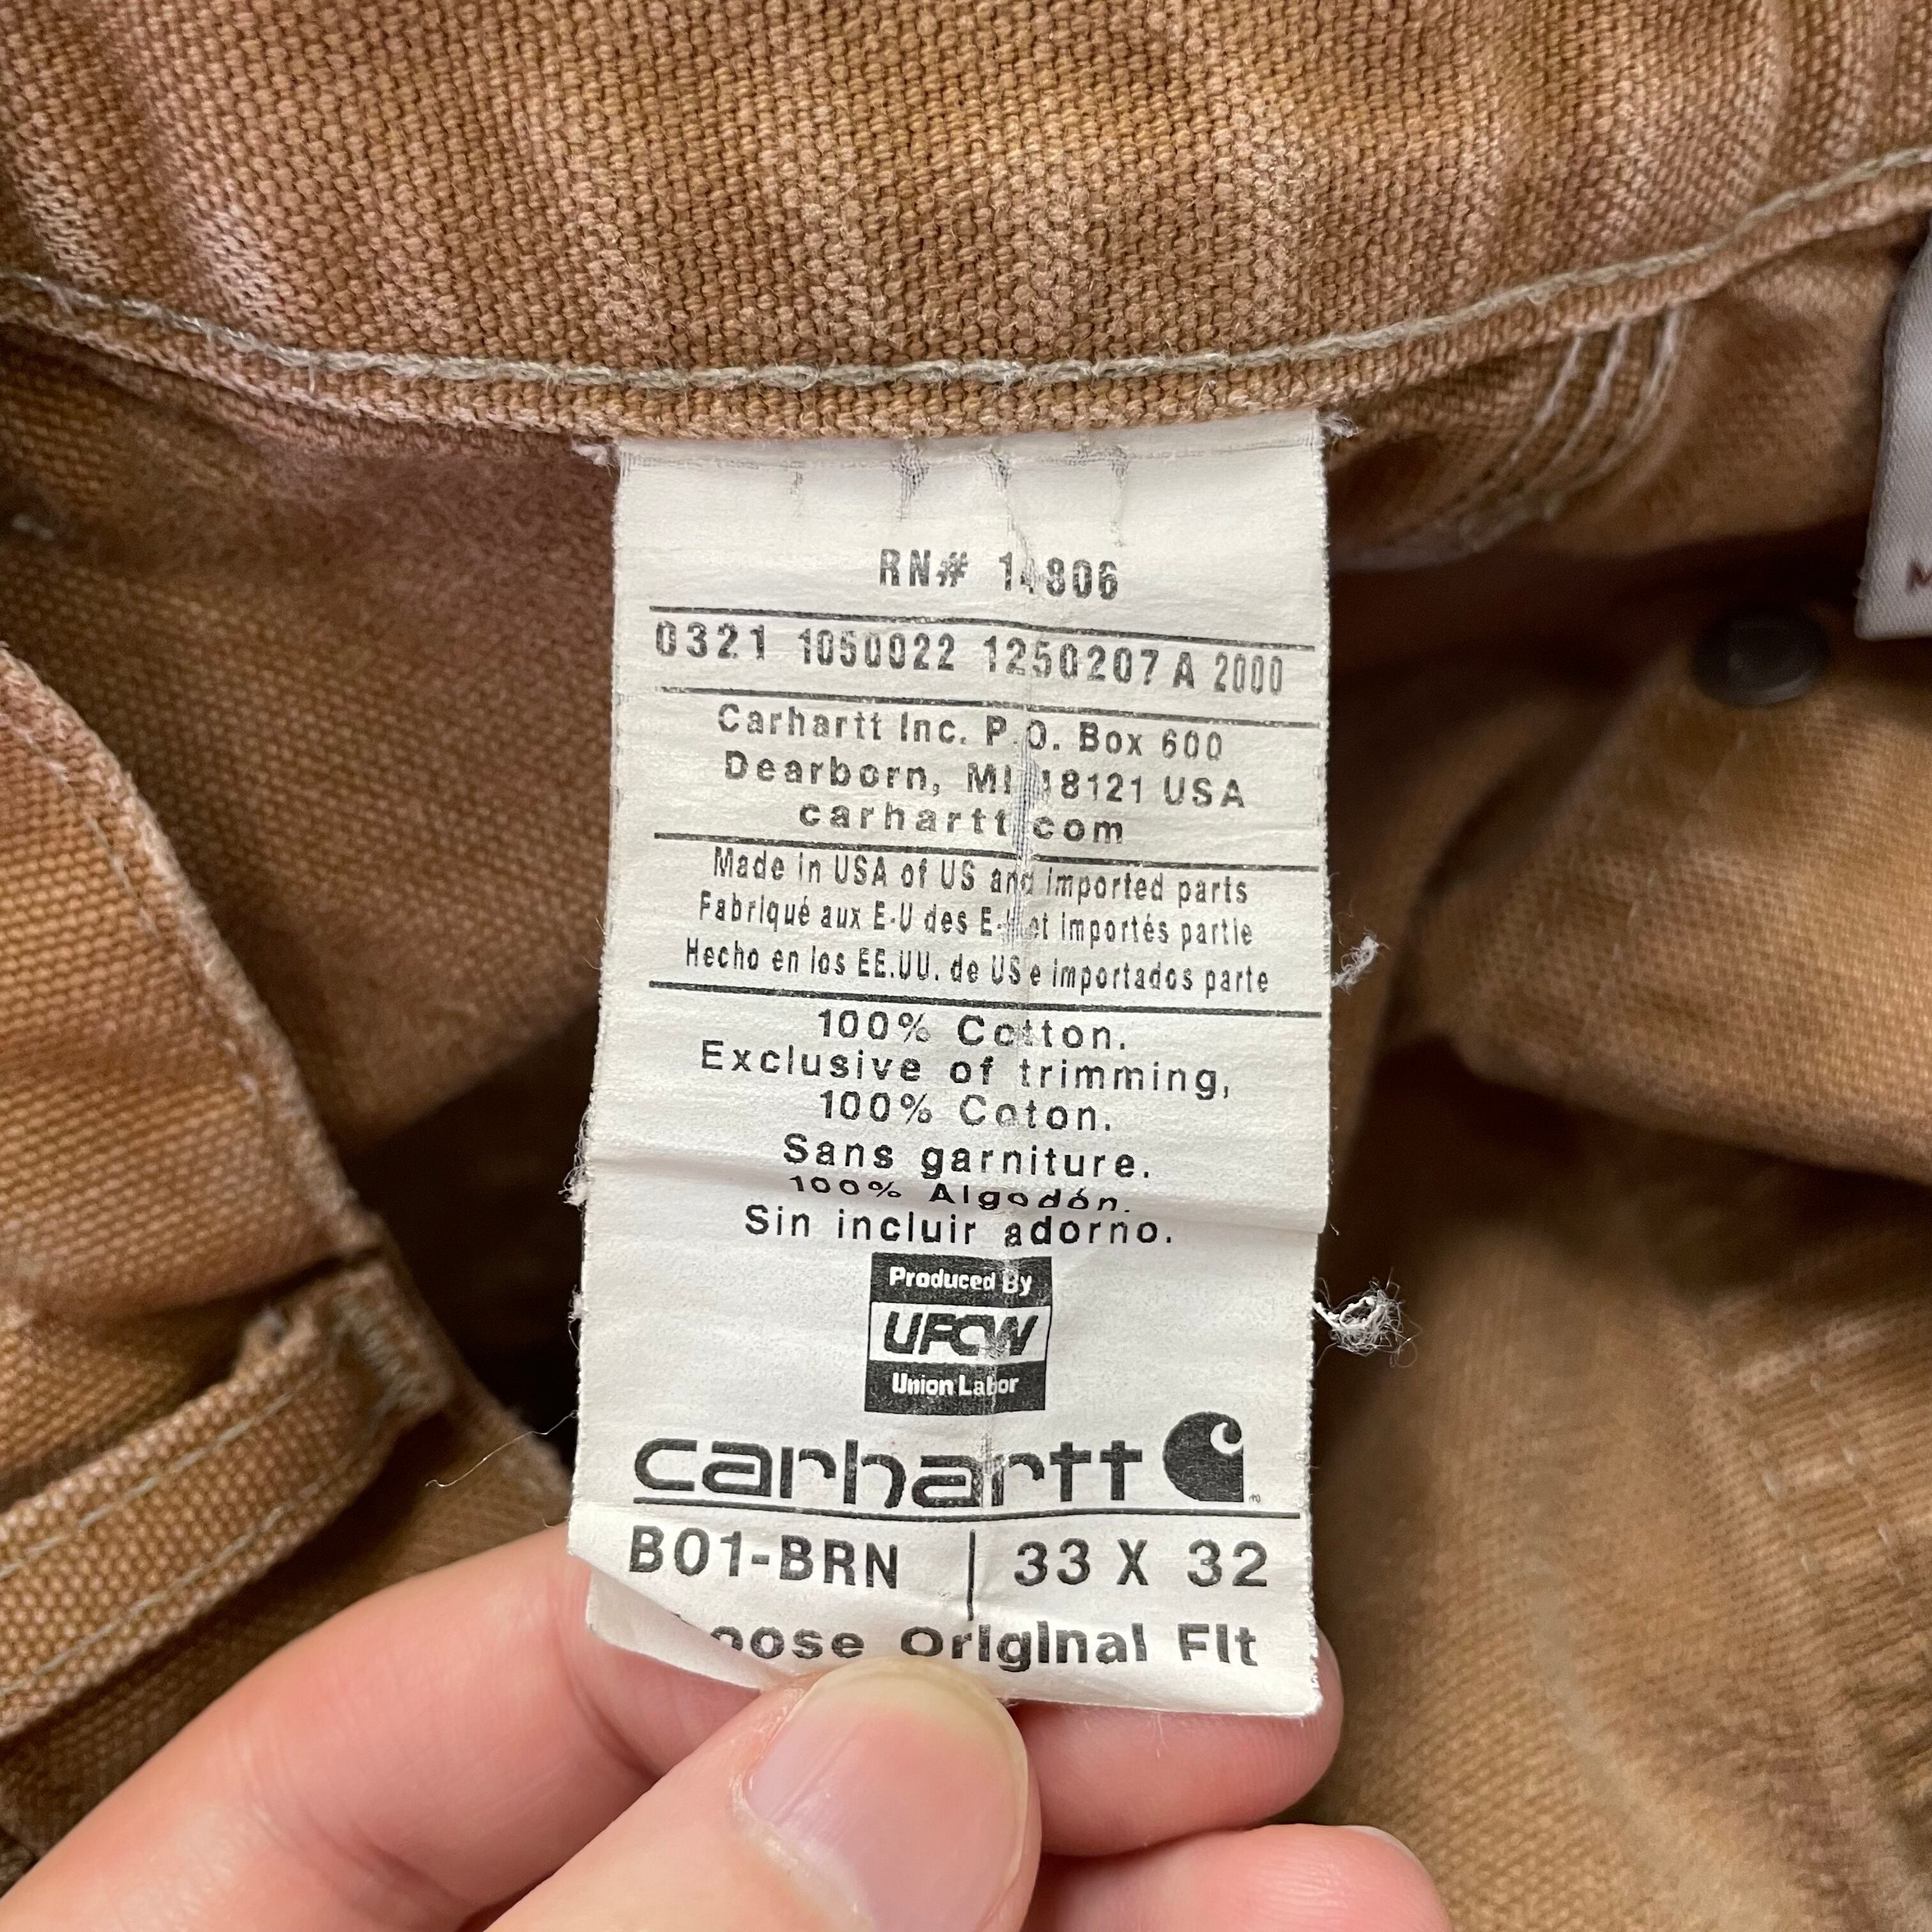 RN# 14806
0321 1050022 1250207 A 2000
Carhartt Inc. P.O. Box 600
Dearborn, MI 48121 USA
carhartt.com
Made in USA of US and imported parts
Fabriqué aux E-U des E-U et importés partie
Hecho en los EE.UU. de US e importados parte
100% Cotton.
Exclusive of trimming,
100% Coton.
Sans garniture.
100% Algodón.
Sin incluir adorno.
Produced By
UFCW
Union Labor
carhartt
B01-BRN | 33 X 32
Loose Original Fit